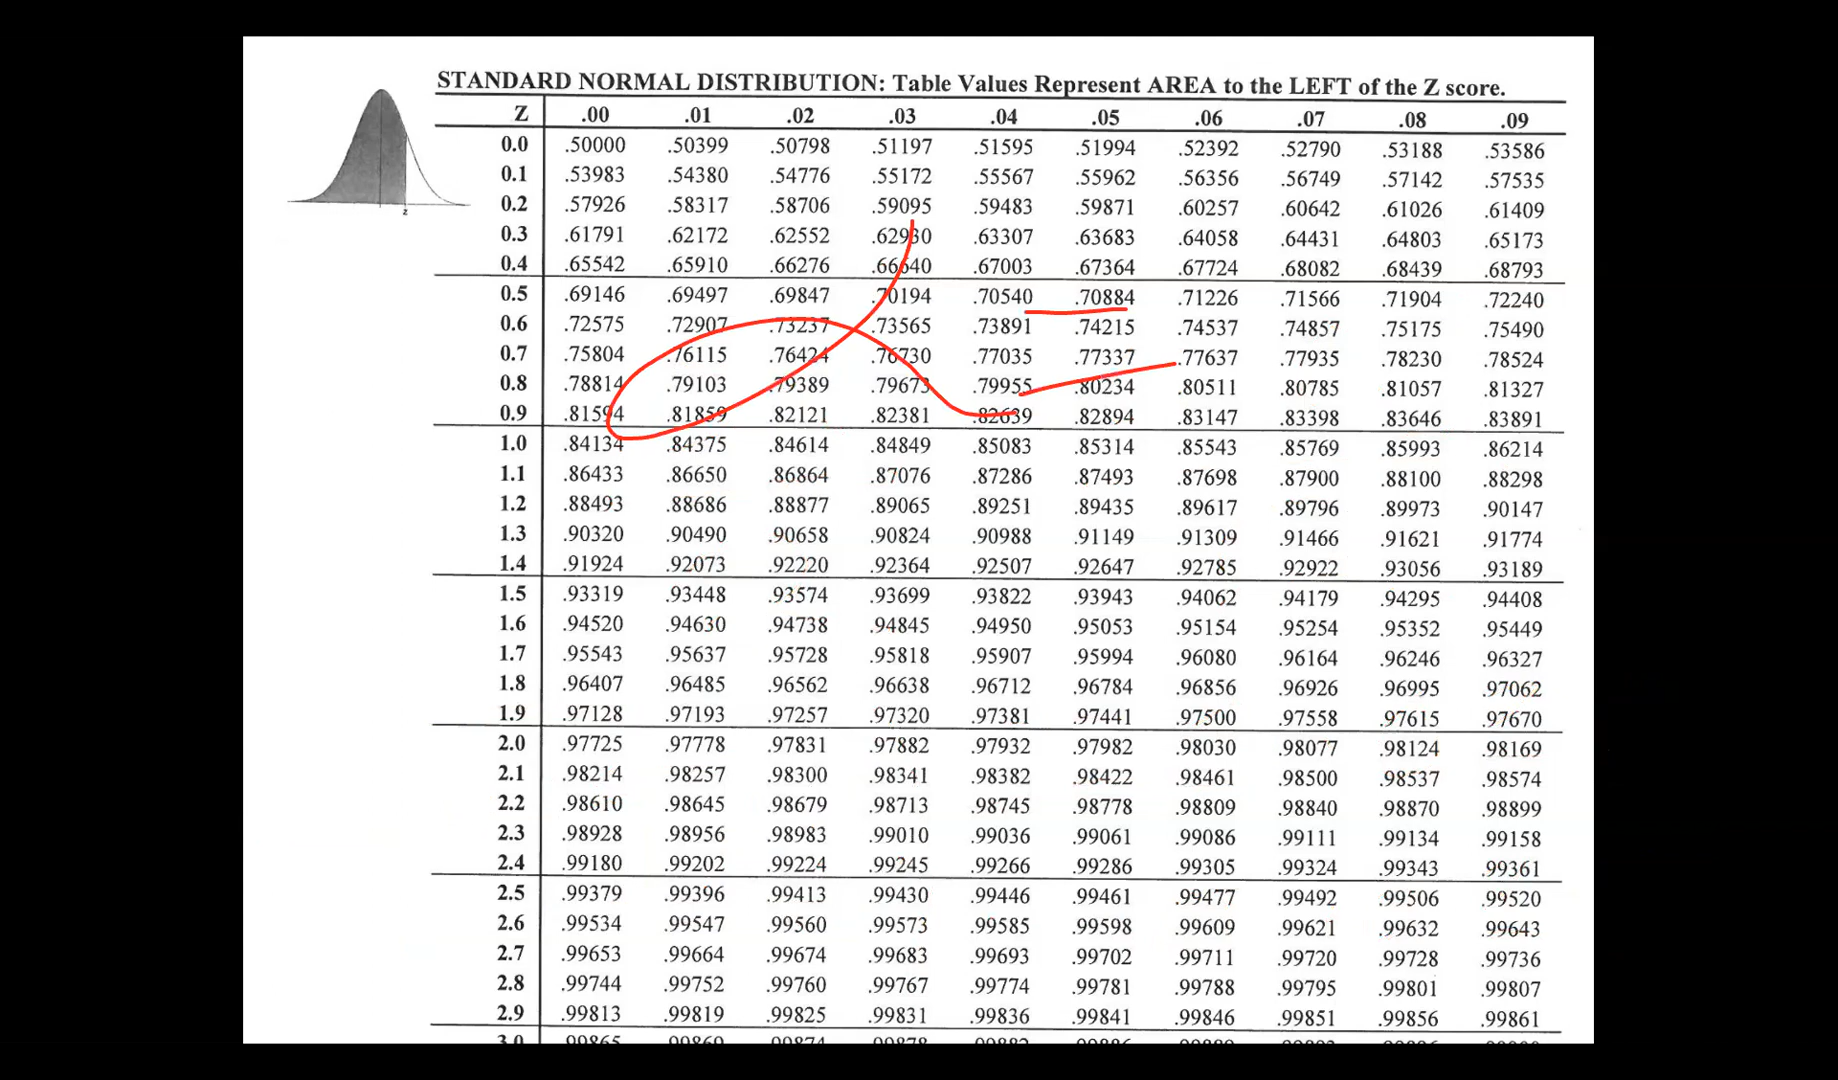 STANDARD NORMAL DISTRIBUTION: Table Values Represent AREA to the LEFT of the Z score.
Z .00 .01 .02 .03 .04 .05 .06 .07 .08 .09
0.0 .50000 .50399 .50798 .51197 .51595 .51994 .52392 .52790 .53188 .53586
0.1 .53983 .54380 .54776 .55172 .55567 .55962 .56356 .56749 .57142 .57535
0.2 .57926 .58317 .58706 .59095 .59483 .59871 .60257 .60642 .61026 .61409
z
0.3 .61791 .62172 .62552 .62930 .63307 .63683 .64058 .64431 .64803 .65173
0.4 .65542 .65910 .66276 .66640 .67003 .67364 .67724 .68082 .68439 .68793
0.5 .69146 .69497 .69847 .70194 .70540 .70884 .71226 .71566 .71904 .72240
0.6 .72575 .72907 .73237 .73565 .73891 .74215 .74537 .74857 .75175 .75490
0.7 .75804 .76115 .76424 .76730 .77035 .77337 .77637 .77935 .78230 .78524
0.8 .78814 .79103 .79389 .79673 .79955 .80234 .80511 .80785 .81057 .81327
0.9 .81594 .81859 .82121 .82381 .82639 .82894 .83147 .83398 .83646 .83891
1.0 .84134 .84375 .84614 .84849 .85083 .85314 .85543 .85769 .85993 .86214
1.1 .86433 .86650 .86864 .87076 .87286 .87493 .87698 .87900 .88100 .88298
1.2 .88493 .88686 .88877 .89065 .89251 .89435 .89617 .89796 .89973 .90147
1.3 .90320 .90490 .90658 .90824 .90988 .91149 .91309 .91466 .91621 .91774
1.4 .91924 .92073 .92220 .92364 .92507 .92647 .92785 .92922 .93056 .93189
1.5 .93319 .93448 .93574 .93699 .93822 .93943 .94062 .94179 .94295 .94408
1.6 .94520 .94630 .94738 .94845 .94950 .95053 .95154 .95254 .95352 .95449
1.7 .95543 .95637 .95728 .95818 .95907 .95994 .96080 .96164 .96246 .96327
1.8 .96407 .96485 .96562 .96638 .96712 .96784 .96856 .96926 .96995 .97062
1.9 .97128 .97193 .97257 .97320 .97381 .97441 .97500 .97558 .97615 .97670
2.0 .97725 .97778 .97831 .97882 .97932 .97982 .98030 .98077 .98124 .98169
2.1 .98214 .98257 .98300 .98341 .98382 .98422 .98461 .98500 .98537 .98574
2.2 .98610 .98645 .98679 .98713 .98745 .98778 .98809 .98840 .98870 .98899
2.3 .98928 .98956 .98983 .99010 .99036 .99061 .99086 .99111 .99134 .99158
2.4 .99180 .99202 .99224 .99245 .99266 .99286 .99305 .99324 .99343 .99361
2.5 .99379 .99396 .99413 .99430 .99446 .99461 .99477 .99492 .99506 .99520
2.6 .99534 .99547 .99560 .99573 .99585 .99598 .99609 .99621 .99632 .99643
2.7 .99653 .99664 .99674 .99683 .99693 .99702 .99711 .99720 .99728 .99736
2.8 .99744 .99752 .99760 .99767 .99774 .99781 .99788 .99795 .99801 .99807
2.9 .99813 .99819 .99825 .99831 .99836 .99841 .99846 .99851 .99856 .99861